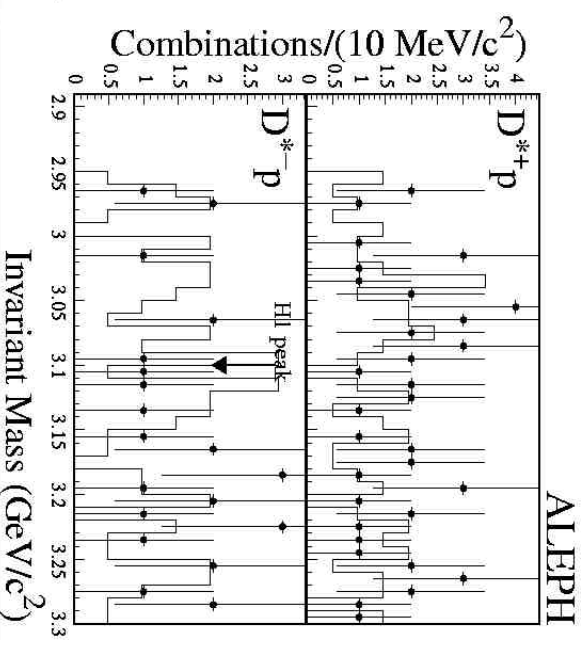 Combinations/(10 MeV/c²)
0 0.5 1 1.5 2 2.5 3 0 0.5 1 1.5 2 2.5 3 3.5 4
D*+p
D*−p
H1 peak
2.9 2.95 3 3.05 3.1 3.15 3.2 3.25 3.3
Invariant Mass (GeV/c²)
ALEPH